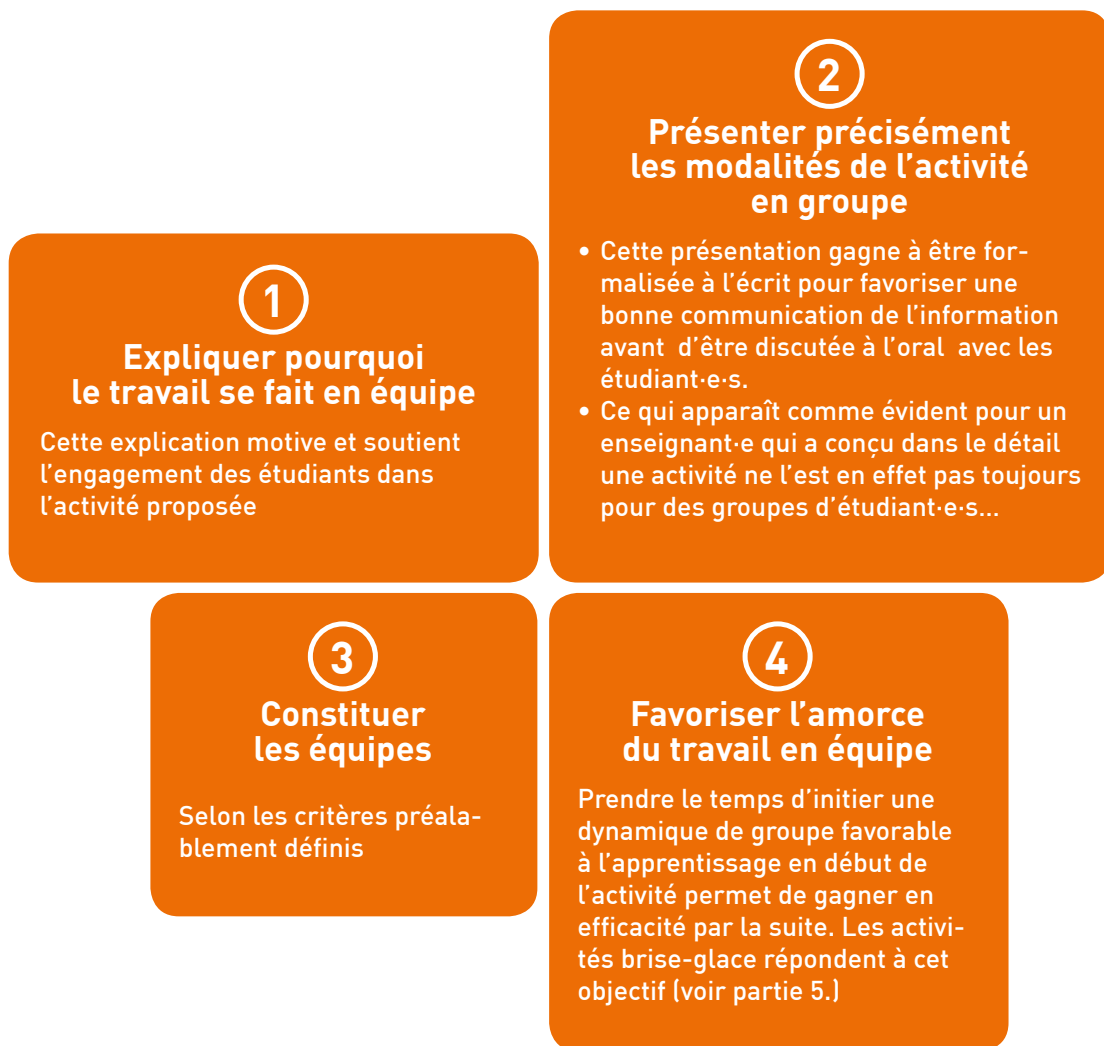 1
Expliquer pourquoi
le travail se fait en équipe
Cette explication motive et soutient
l'engagement des étudiants dans
l'activité proposée
2
Présenter précisément
les modalités de l'activité
en groupe
• Cette présentation gagne à être for-
malisée à l'écrit pour favoriser une
bonne communication de l'information
avant d'être discutée à l'oral avec les
étudiant·e·s.
• Ce qui apparaît comme évident pour un
enseignant·e qui a conçu dans le détail
une activité ne l'est en effet pas toujours
pour des groupes d'étudiant·e·s...
3
Constituer
les équipes
Selon les critères préala-
blement définis
4
Favoriser l'amorce
du travail en équipe
Prendre le temps d'initier une
dynamique de groupe favorable
à l'apprentissage en début de
l'activité permet de gagner en
efficacité par la suite. Les activi-
tés brise-glace répondent à cet
objectif (voir partie 5.)